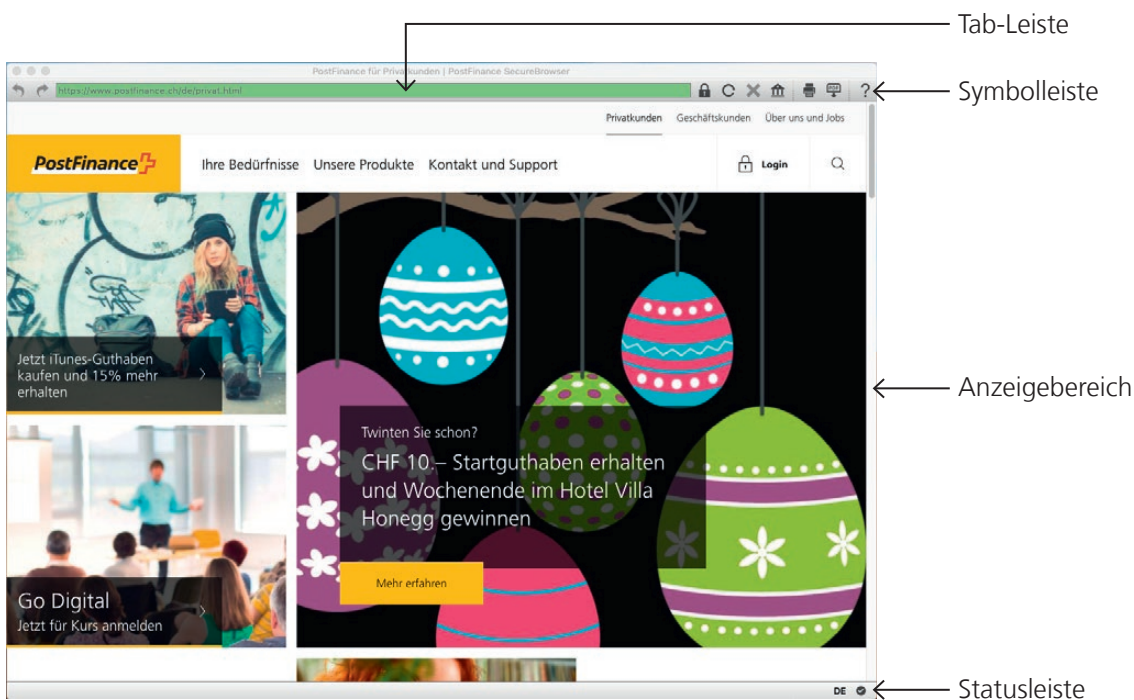 Tab-Leiste
PostFinance für Privatkunden | PostFinance SecureBrowser
https://www.postfinance.ch/de/privat.html
PDF
?
Symbolleiste
Privatkunden Geschäftskunden Über uns und Jobs
PostFinance
Ihre Bedürfnisse Unsere Produkte Kontakt und Support
Login
Jetzt iTunes-Guthaben
kaufen und 15% mehr
erhalten
Anzeigebereich
Twinten Sie schon?
CHF 10.– Startguthaben erhalten
und Wochenende im Hotel Villa
Honegg gewinnen
Mehr erfahren
Go Digital
Jetzt für Kurs anmelden
DE
Statusleiste